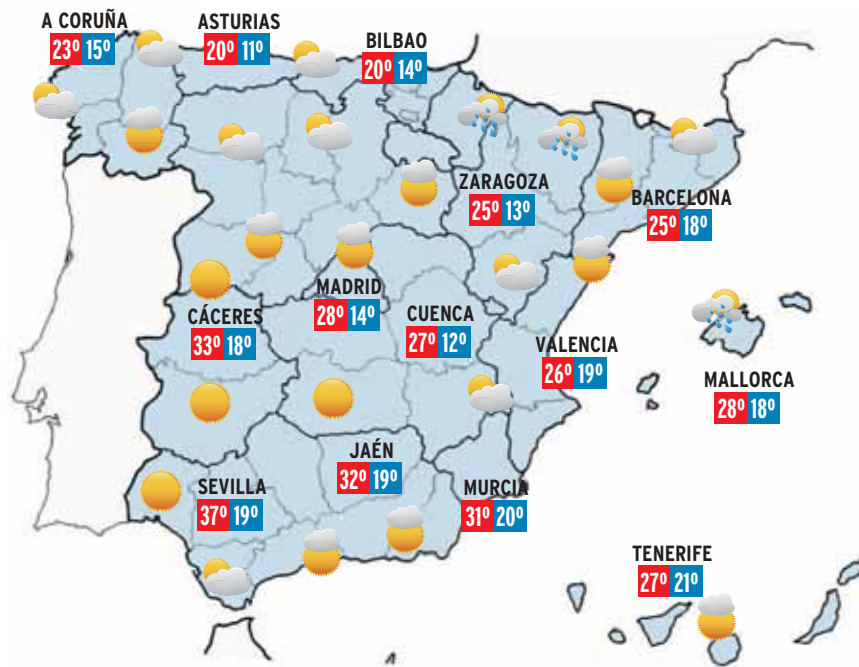 A CORUÑA
23º 15º
ASTURIAS
20º 11º
BILBAO
20º 14º
ZARAGOZA
25º 13º
BARCELONA
25º 18º
MADRID
28º 14º
CÁCERES
33º 18º
CUENCA
27º 12º
VALENCIA
26º 19º
MALLORCA
28º 18º
JAÉN
32º 19º
SEVILLA
37º 19º
MURCIA
31º 20º
TENERIFE
27º 21º